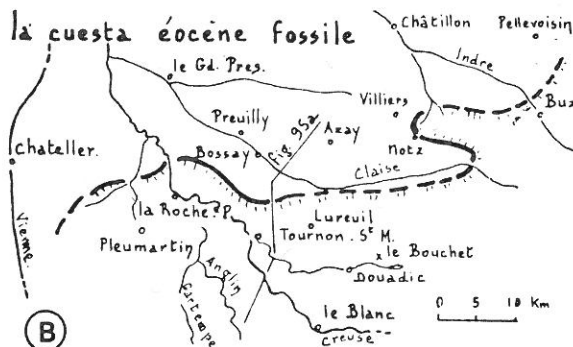 la cuesta éocène fossile
Châtillon
Pellevoisin
Indre
le Gd. Pres.
Villiers
Buz
Preuilly
fig. 95a
Azay
Chateller.
Bossay
Notz
Claise
la Roche.P.
Lureuil
Vienne.
Pleumartin
Tournon. St M.
x le Bouchet
Anglin
Douadic
Gartempe
0 5 10 Km
le Blanc
B
Creuse